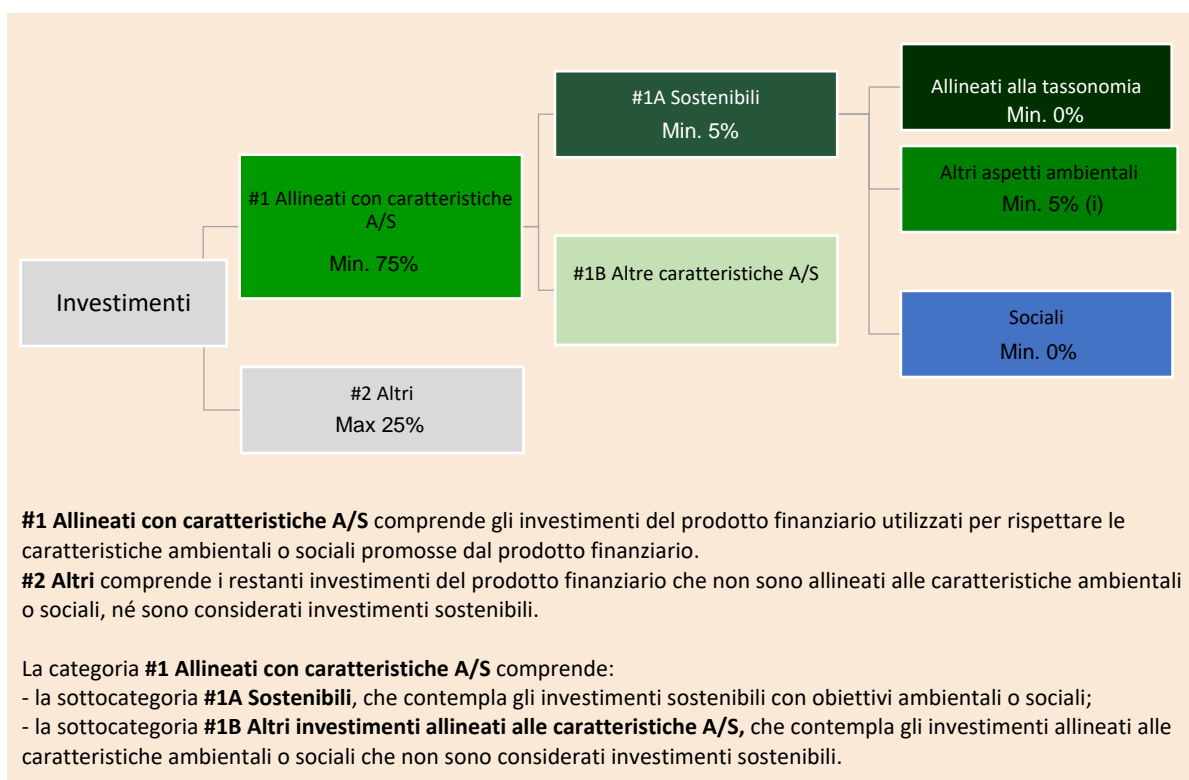 Investimenti
#1 Allineati con caratteristiche
A/S
Min. 75%
#2 Altri
Max 25%
#1A Sostenibili
Min. 5%
#1B Altre caratteristiche A/S
Allineati alla tassonomia
Min. 0%
Altri aspetti ambientali
Min. 5% (i)
Sociali
Min. 0%
#1 Allineati con caratteristiche A/S comprende gli investimenti del prodotto finanziario utilizzati per rispettare le
caratteristiche ambientali o sociali promosse dal prodotto finanziario.
#2 Altri comprende i restanti investimenti del prodotto finanziario che non sono allineati alle caratteristiche ambientali
o sociali, né sono considerati investimenti sostenibili.
La categoria #1 Allineati con caratteristiche A/S comprende:
- la sottocategoria #1A Sostenibili, che contempla gli investimenti sostenibili con obiettivi ambientali o sociali;
- la sottocategoria #1B Altri investimenti allineati alle caratteristiche A/S, che contempla gli investimenti allineati alle
caratteristiche ambientali o sociali che non sono considerati investimenti sostenibili.